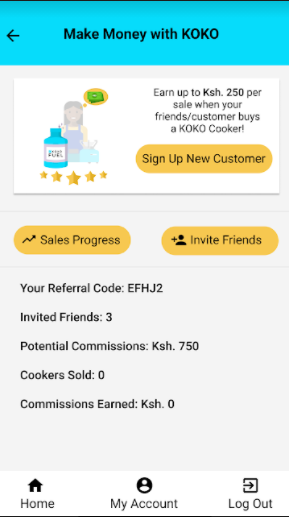 Make Money with KOKO
Earn up to Ksh. 250 per
sale when your
friends/customer buys
a KOKO Cooker!
Sign Up New Customer
Sales Progress
Invite Friends
Your Referral Code: EFHJ2
Invited Friends: 3
Potential Commissions: Ksh. 750
Cookers Sold: 0
Commissions Earned: Ksh. 0
Home
My Account
Log Out